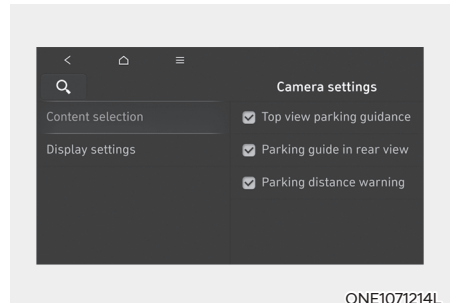 Camera settings
Content selection
Display settings
Top view parking guidance
Parking guide in rear view
Parking distance warning
ONE1071214L